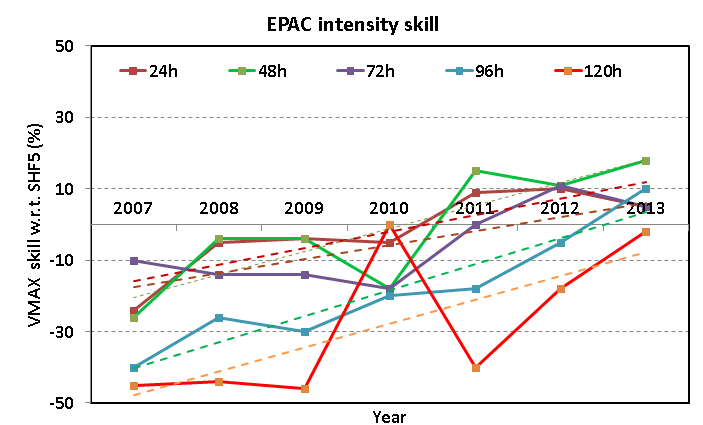 EPAC intensity skill
50
24h 48h 72h 96h 120h
30
10
2007 2008 2009 2010 2011 2012 2013
-10
-30
-50
VMAX skill w.r.t. SHF5 (%)
Year